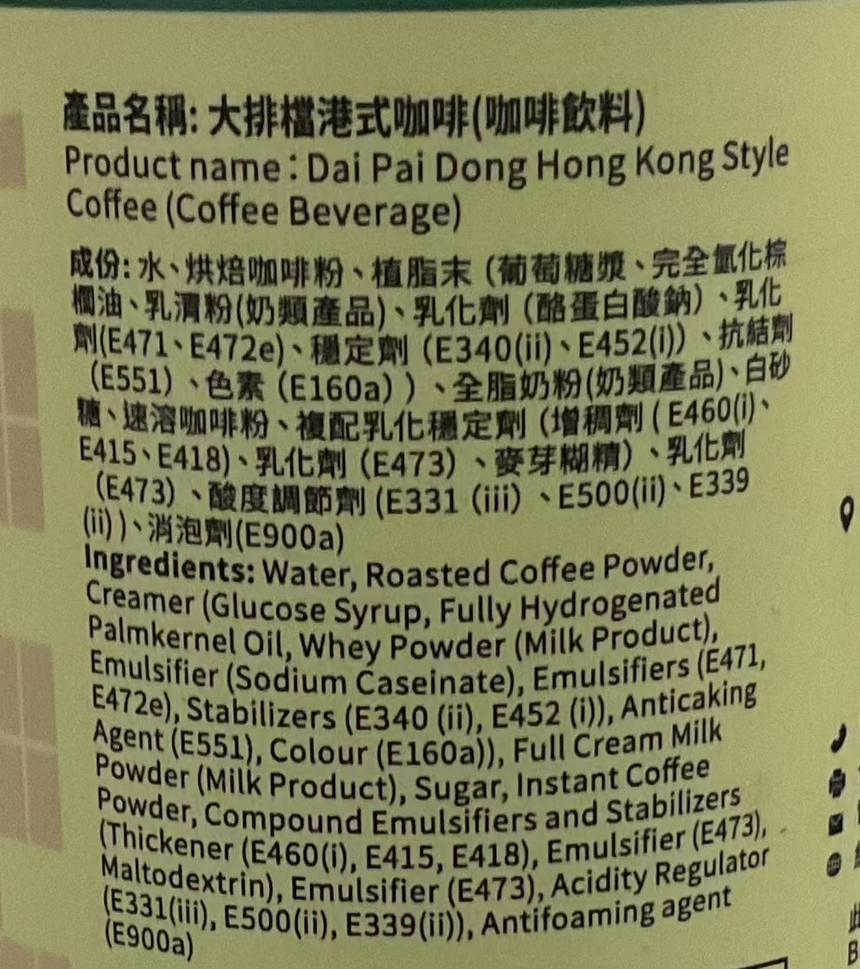 產品名稱: 大排檔港式咖啡(咖啡飲料)
Product name : Dai Pai Dong Hong Kong Style
Coffee (Coffee Beverage)
成份: 水、烘焙咖啡粉、植脂末（葡萄糖漿、完全氫化棕
櫚油、乳清粉(奶類產品)、乳化劑（酪蛋白酸鈉）、乳化
劑(E471、E472e)、穩定劑（E340(ii)、E452(i)）、抗結劑
（E551）、色素（E160a））、全脂奶粉(奶類產品)、白砂
糖、速溶咖啡粉、複配乳化穩定劑（增稠劑（E460(i)、
E415、E418)、乳化劑（E473）、麥芽糊精）、乳化劑
（E473）、酸度調節劑（E331（iii）、E500(ii)、E339
(ii)）、消泡劑(E900a)
Ingredients: Water, Roasted Coffee Powder,
Creamer (Glucose Syrup, Fully Hydrogenated
Palmkernel Oil, Whey Powder (Milk Product),
Emulsifier (Sodium Caseinate), Emulsifiers (E471,
E472e), Stabilizers (E340 (ii), E452 (i)), Anticaking
Agent (E551), Colour (E160a)), Full Cream Milk
Powder (Milk Product), Sugar, Instant Coffee
Powder, Compound Emulsifiers and Stabilizers
(Thickener (E460(i), E415, E418), Emulsifier (E473),
Maltodextrin), Emulsifier (E473), Acidity Regulator
(E331(iii), E500(ii), E339(ii)), Antifoaming agent
(E900a)